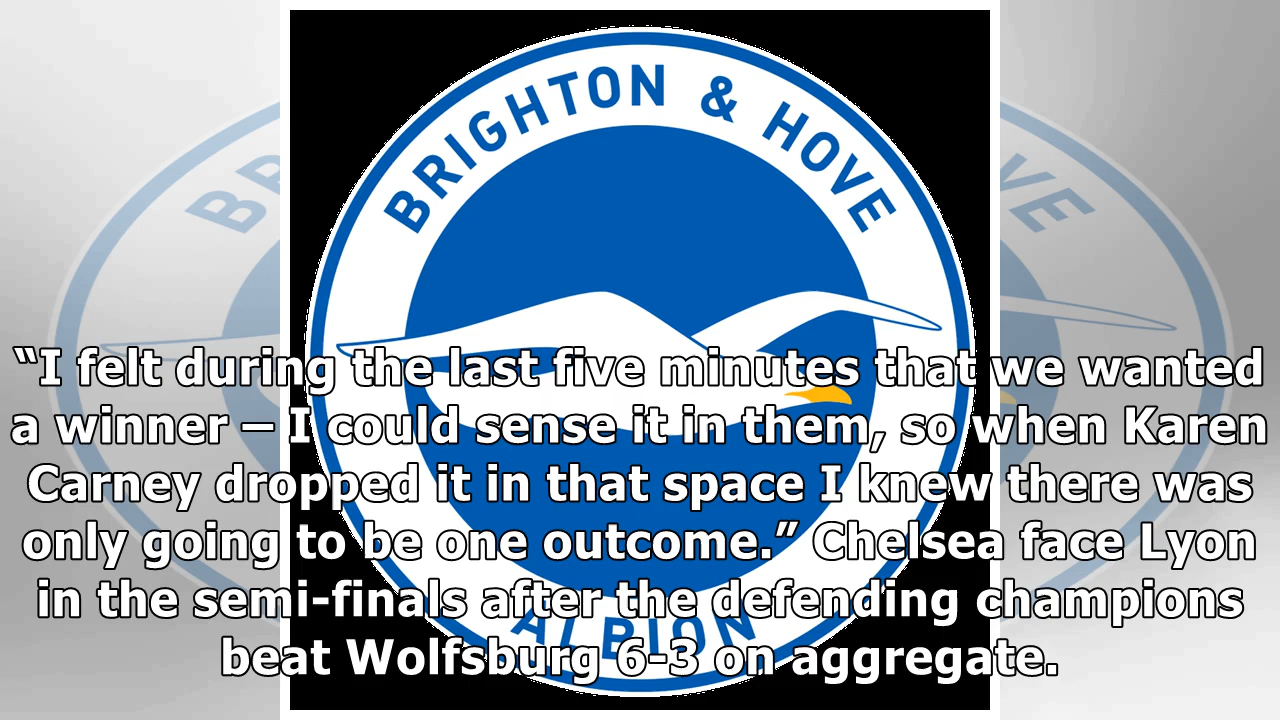 BRIGHTON & HOVE
“I felt during the last five minutes that we wanted
a winner – I could sense it in them, so when Karen
Carney dropped it in that space I knew there was
only going to be one outcome.” Chelsea face Lyon
in the semi-finals after the defending champions
ALBION
beat Wolfsburg 6-3 on aggregate.